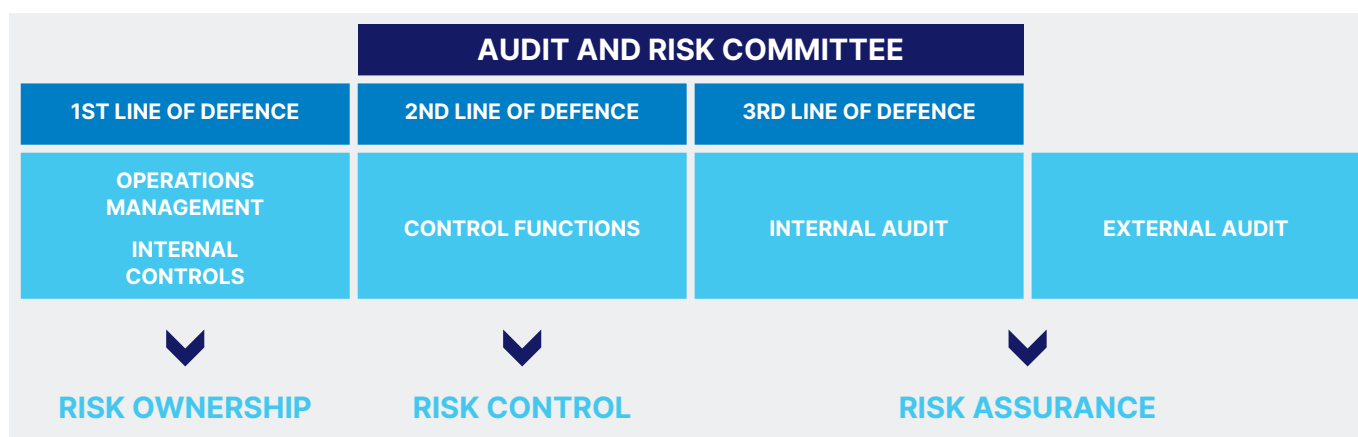 AUDIT AND RISK COMMITTEE
1ST LINE OF DEFENCE
2ND LINE OF DEFENCE
3RD LINE OF DEFENCE
OPERATIONS
MANAGEMENT
INTERNAL
CONTROLS
CONTROL FUNCTIONS
INTERNAL AUDIT
EXTERNAL AUDIT
RISK OWNERSHIP
RISK CONTROL
RISK ASSURANCE